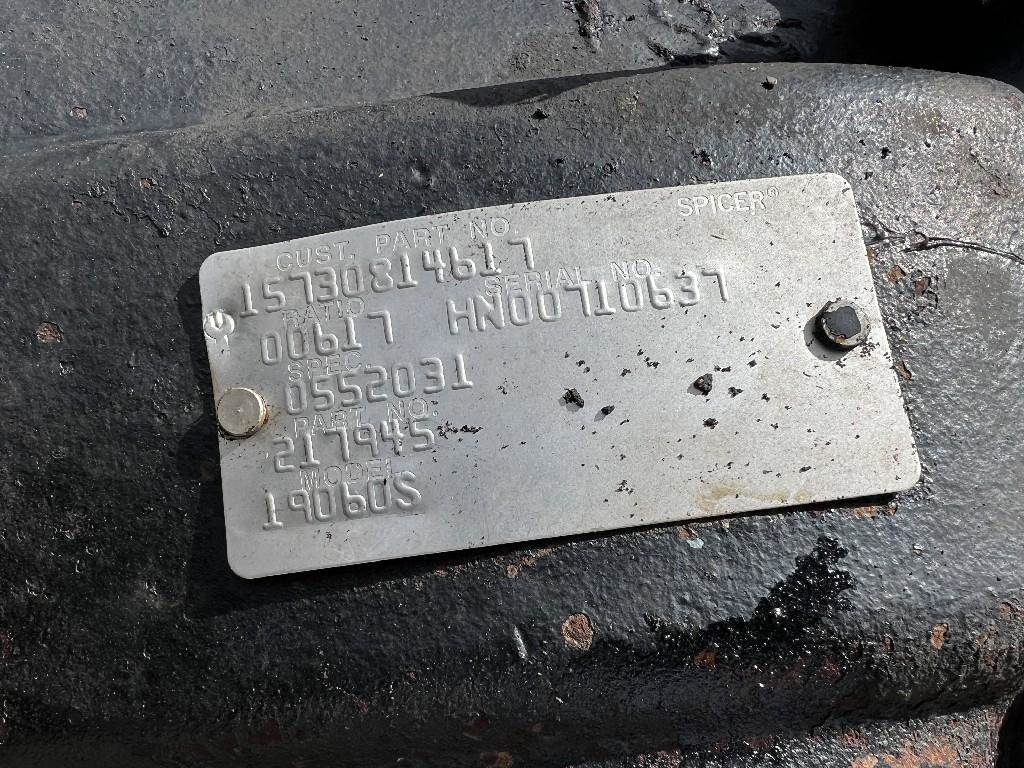 SPICER®
CUST. PART NO.
15730814617
RATIO SERIAL NO.
00617 HN00710637
SPEC.
0552031
PART NO.
217945
MODEL
19060S